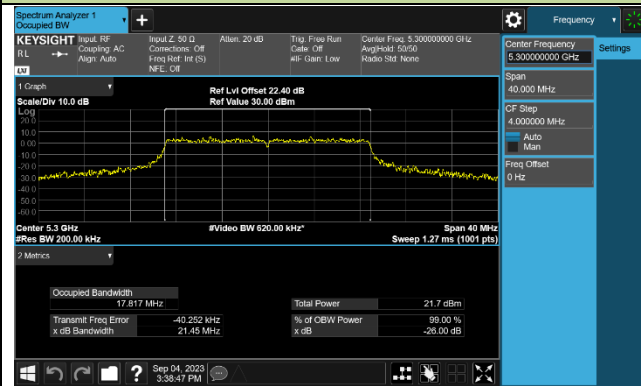 Spectrum Analyzer 1
Occupied BW
Frequency
KEYSIGHT
Input: RF
Input Z: 50 Ω
Atten: 20 dB
Trig: Free Run
Center Freq: 5.300000000 GHz
RL
Coupling: AC
Corrections: Off
Gate: Off
Avg|Hold: 50/50
Align: Auto
Freq Ref: Int (S)
#IF Gain: Low
Radio Std: None
LXI
NFE: Off
Center Frequency
5.300000000 GHz
Settings
Span
40.000 MHz
CF Step
4.000000 MHz
Auto
Man
Freq Offset
0 Hz
1 Graph
Ref Lvl Offset 22.40 dB
Scale/Div 10.0 dB
Ref Value 30.00 dBm
Log
20.0
10.0
0.00
-10.0
-20.0
-30.0
-40.0
-50.0
-60.0
Center 5.3 GHz
#Video BW 620.00 kHz*
Span 40 MHz
#Res BW 200.00 kHz
Sweep 1.27 ms (1001 pts)
2 Metrics
Occupied Bandwidth
17.817 MHz
Total Power
21.7 dBm
Transmit Freq Error
-40.252 kHz
% of OBW Power
99.00 %
x dB Bandwidth
21.45 MHz
x dB
-26.00 dB
?
Sep 04, 2023
3:38:47 PM